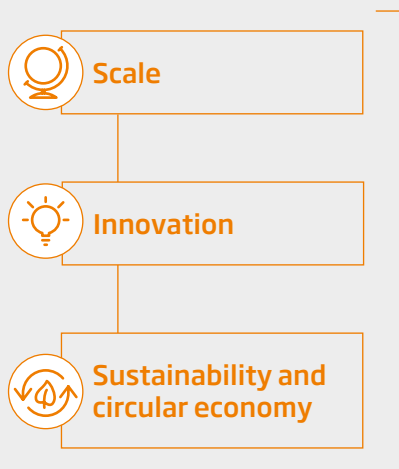 Scale
Innovation
Sustainability and
circular economy